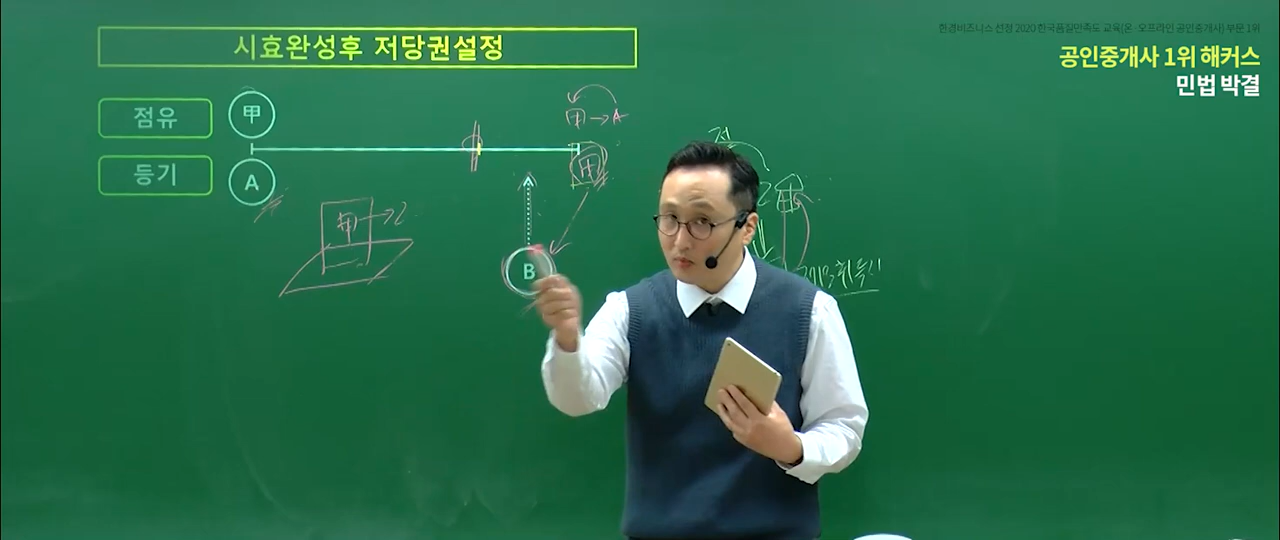 시효완성후 저당권설정
한경비즈니스 선정 2020 한국품질만족도 교육(온·오프라인 공인중개사) 부문 1위
공인중개사 1위 해커스
민법 박결
점유
甲
甲→A
등기
A
甲
甲→乙
甲
B